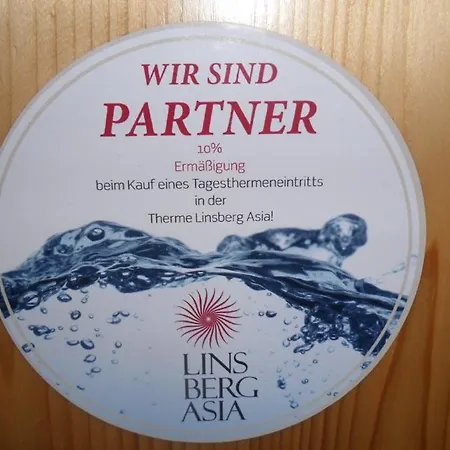 WIR SIND
PARTNER
10%
Ermäßigung
beim Kauf eines Tagesthermeneintritts
in der
Therme Linsberg Asia!
LINS
BERG
ASIA